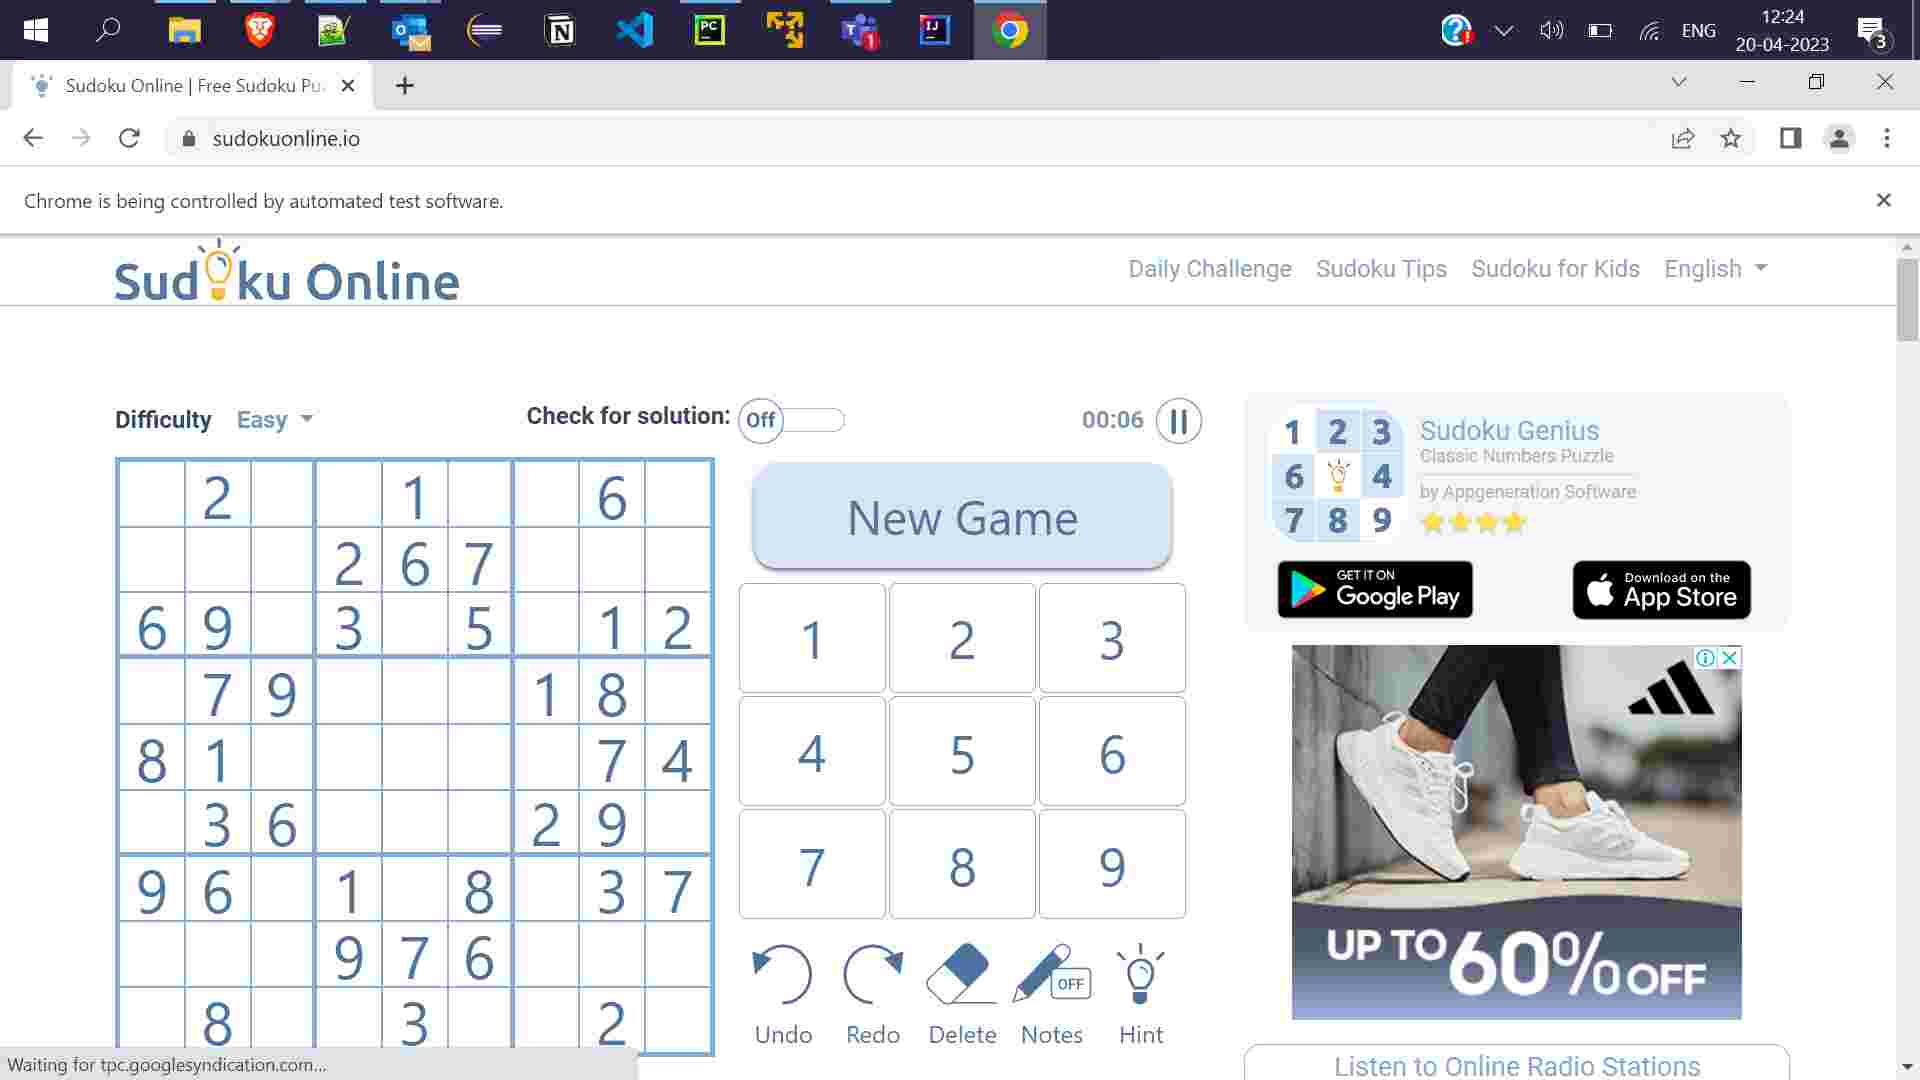 PC
IJ
1
ENG
12:24
20-04-2023
3
Sudoku Online | Free Sudoku Pu
sudokuonline.io
Chrome is being controlled by automated test software.
Sudoku Online
Daily Challenge
Sudoku Tips
Sudoku for Kids
English
Difficulty
Easy
Check for solution:
Off
00:06
2 1 6
2 6 7
6 9 3 5 1 2
7 9 1 8
8 1 7 4
3 6 2 9
9 6 1 8 3 7
9 7 6
8 3 2
New Game
1 2 3
4 5 6
7 8 9
OFF
Undo
Redo
Delete
Notes
Hint
1 2 3
6 4
7 8 9
Sudoku Genius
Classic Numbers Puzzle
by Appgeneration Software
GET IT ON
Google Play
Download on the
App Store
UP TO 60% OFF
Listen to Online Radio Stations
Waiting for tpc.googlesyndication.com...